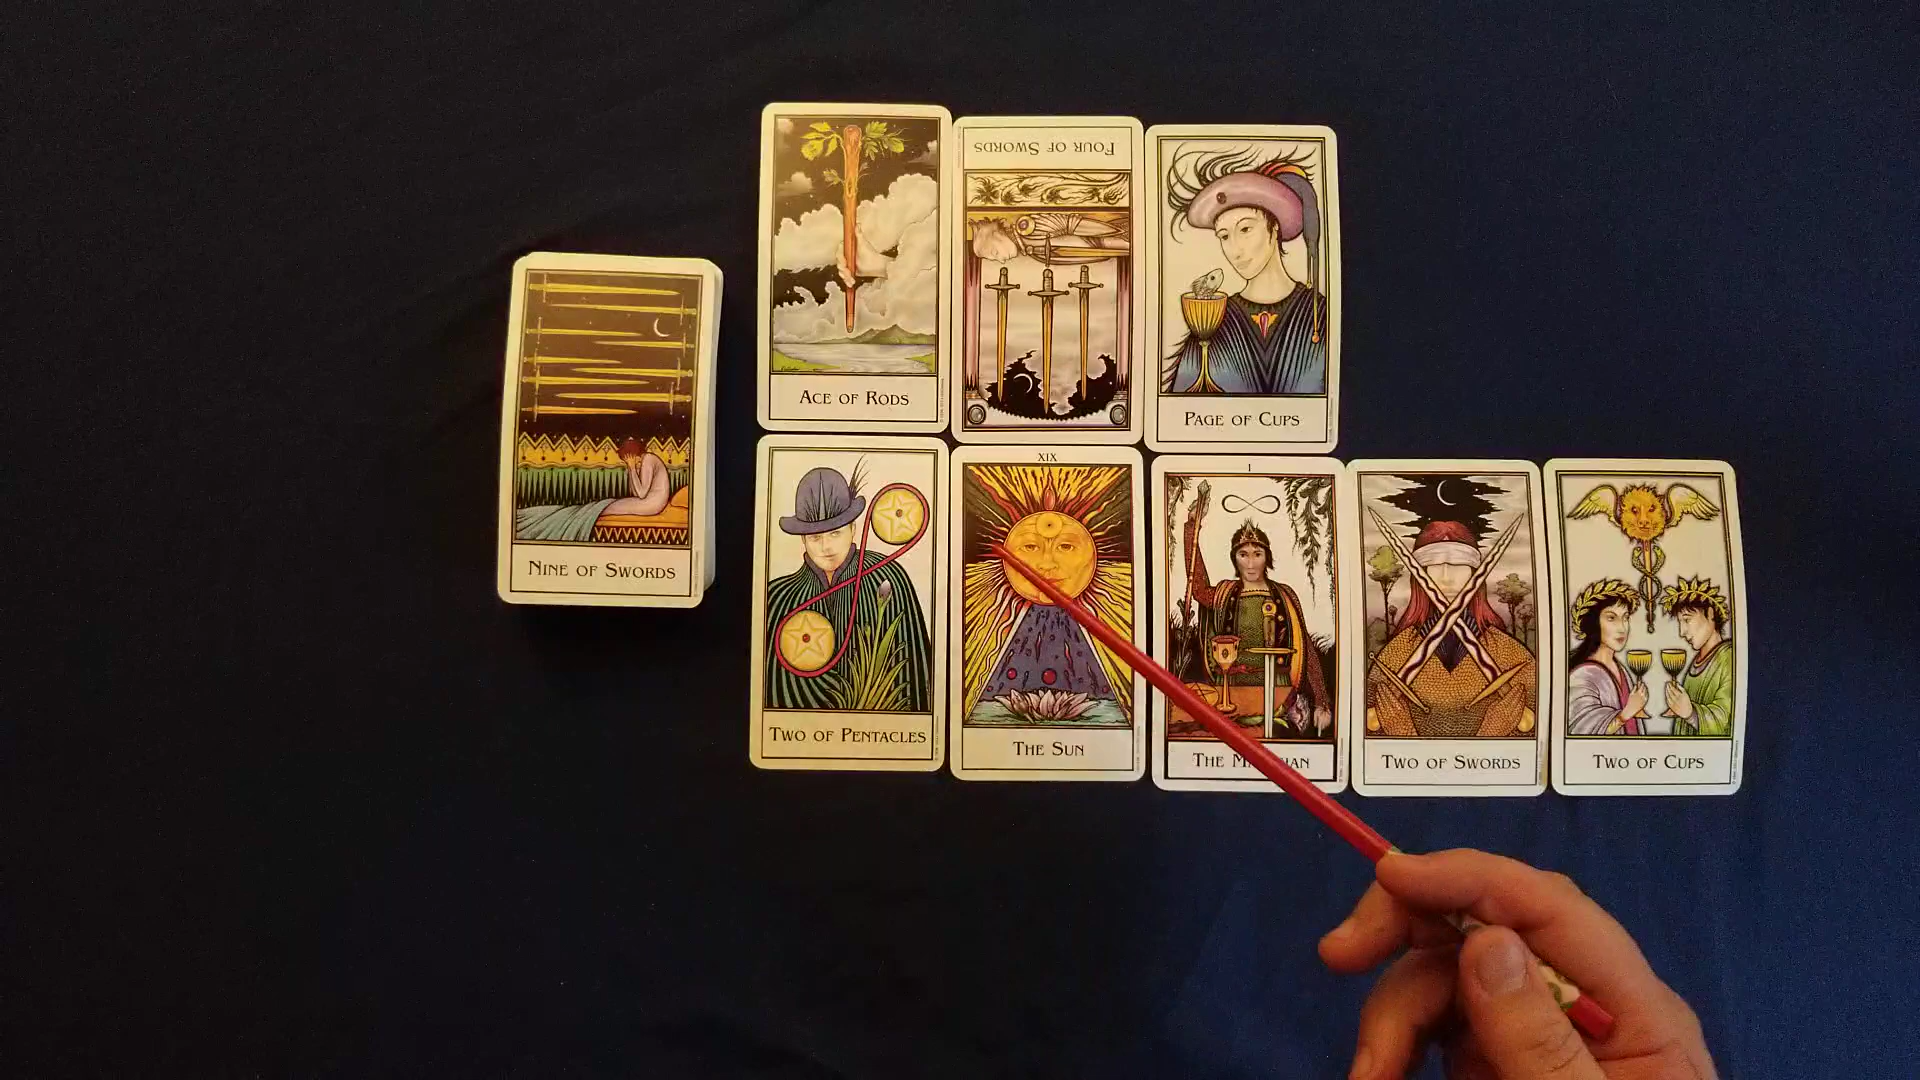 ACE OF RODS
FOUR OF SWORDS
PAGE OF CUPS
NINE OF SWORDS
TWO OF PENTACLES
XIX
THE SUN
I
THE
TWO OF SWORDS
TWO OF CUPS